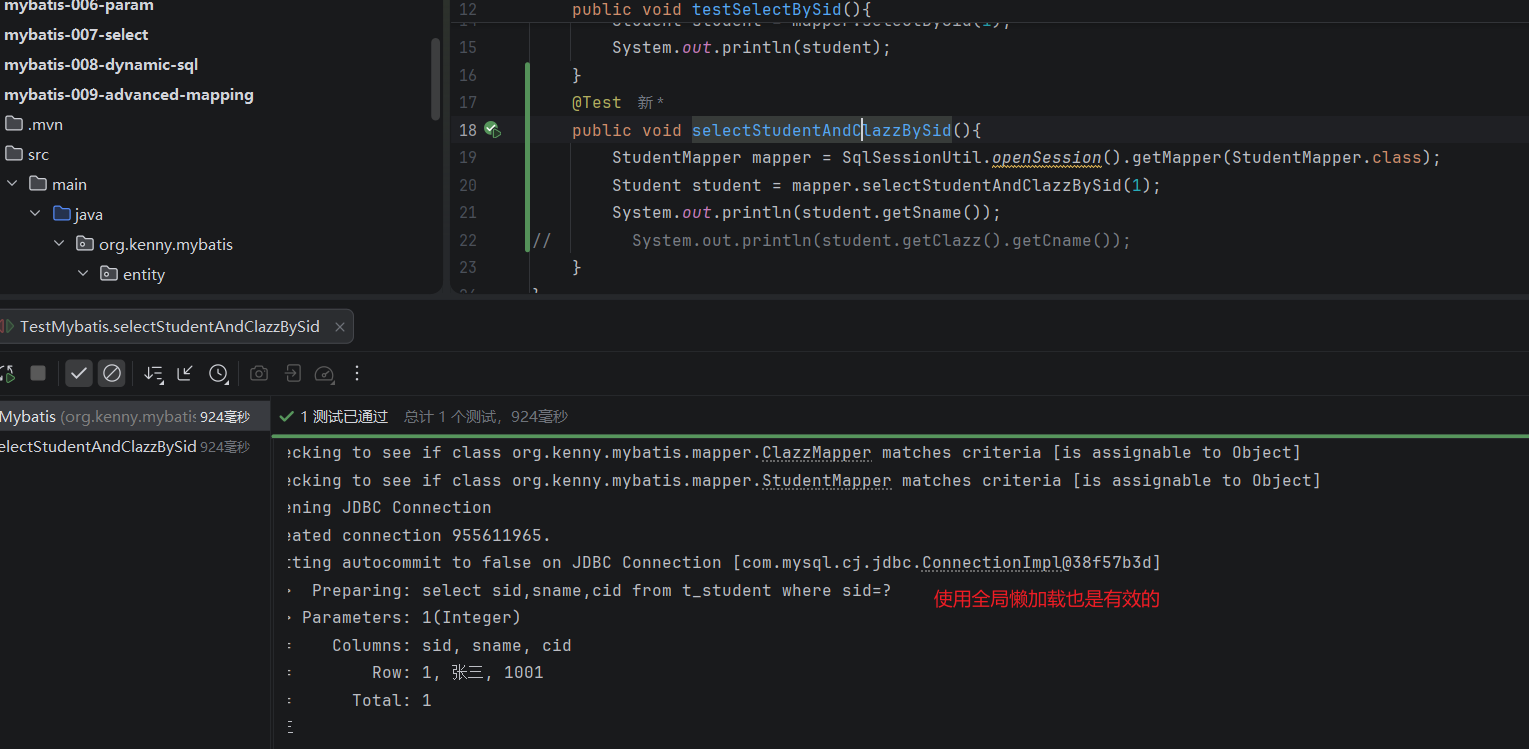 mybatis-006-param
mybatis-007-select
mybatis-008-dynamic-sql
mybatis-009-advanced-mapping
.mvn
src
main
java
org.kenny.mybatis
entity
12 public void testSelectBySid(){
15 System.out.println(student);
16 }
17 @Test 新 *
18 public void selectStudentAndClazzBySid(){
19 StudentMapper mapper = SqlSessionUtil.openSession().getMapper(StudentMapper.class);
20 Student student = mapper.selectStudentAndClazzBySid(1);
21 System.out.println(student.getSname());
22 // System.out.println(student.getClazz().getCname());
23 }
TestMybatis.selectStudentAndClazzBySid
Mybatis (org.kenny.mybatis 924毫秒
electStudentAndClazzBySid 924毫秒
1 测试已通过 总计 1 个测试, 924毫秒
ecking to see if class org.kenny.mybatis.mapper.ClazzMapper matches criteria [is assignable to Object]
ecking to see if class org.kenny.mybatis.mapper.StudentMapper matches criteria [is assignable to Object]
ening JDBC Connection
eated connection 955611965.
tting autocommit to false on JDBC Connection [com.mysql.cj.jdbc.ConnectionImpl@38f57b3d]
Preparing: select sid,sname,cid from t_student where sid=?
使用全局懒加载也是有效的
Parameters: 1(Integer)
Columns: sid, sname, cid
Row: 1, 张三, 1001
Total: 1